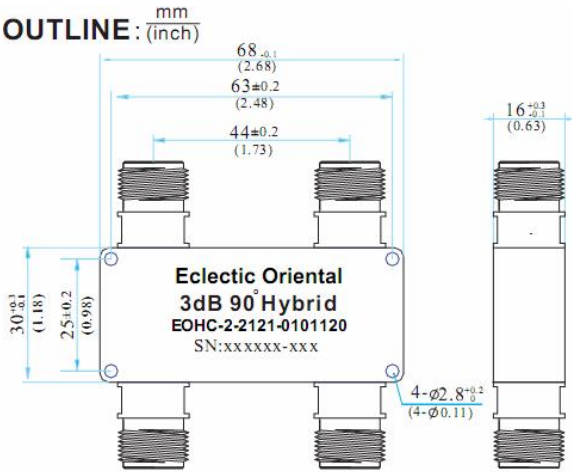 OUTLINE: mm
(inch)
68 -0.1
(2.68)
63±0.2
(2.48)
44±0.2
(1.73)
16 +0.3 -0.1
(0.63)
30 +0.3 -0.1
(1.18)
25±0.2
(0.98)
Eclectic Oriental
3dB 90° Hybrid
EOHC-2-2121-0101120
SN:xxxxxx-xxx
4-Ø2.8 +0.2 0
(4-Ø0.11)